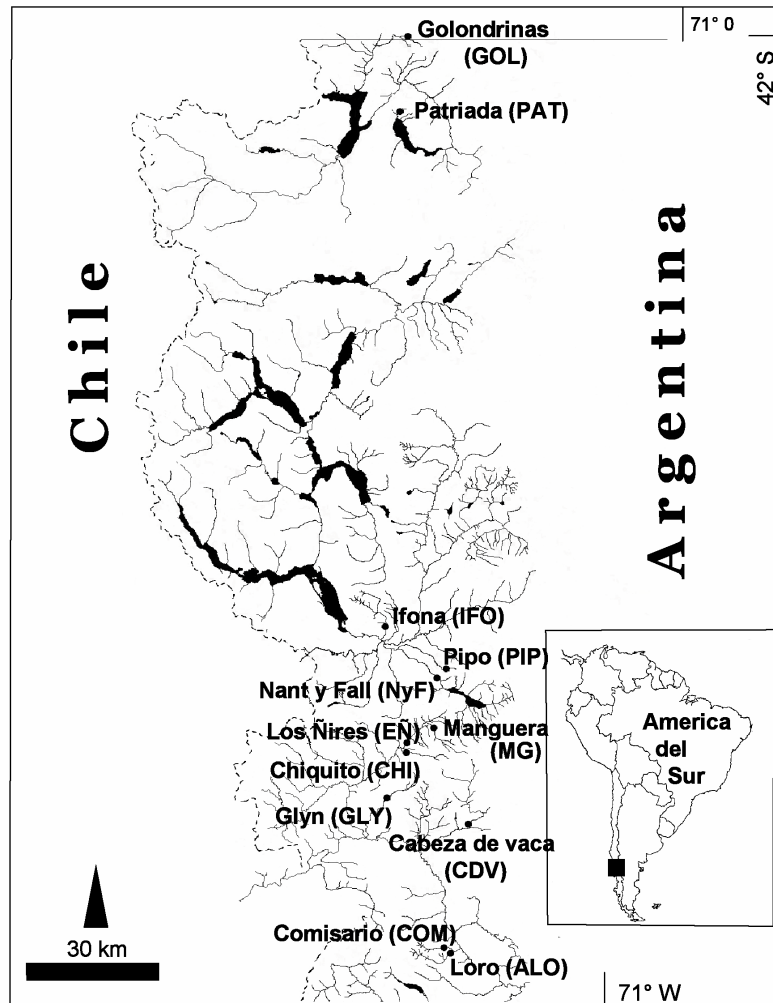 Golondrinas
(GOL)
71° 0
42° S
Patriada (PAT)
Chile
Argentina
Ifona (IFO)
Pipo (PIP)
Nant y Fall (NyF)
Los Ñires (EÑ)
Manguera
(MG)
Chiquito (CHI)
Glyn (GLY)
Cabeza de vaca
(CDV)
America
del
Sur
Comisario (COM)
Loro (ALO)
30 km
71° W